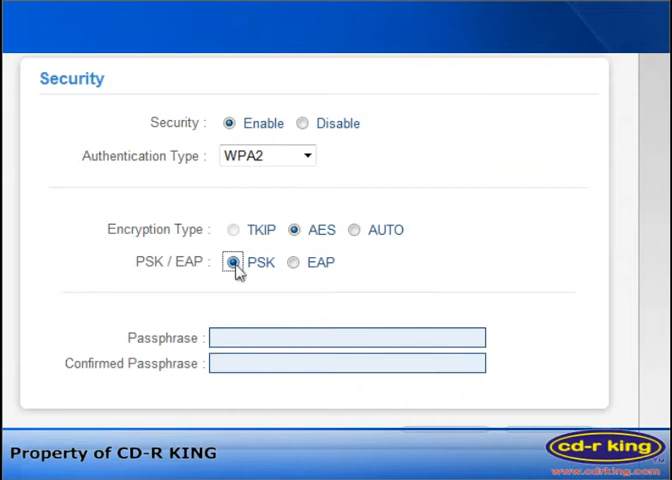 Security
Security : Enable Disable
Authentication Type : WPA2
Encryption Type : TKIP AES AUTO
PSK / EAP : PSK EAP
Passphrase :
Confirmed Passphrase :
Property of CD-R KING
cd-r king
www.cdrking.com